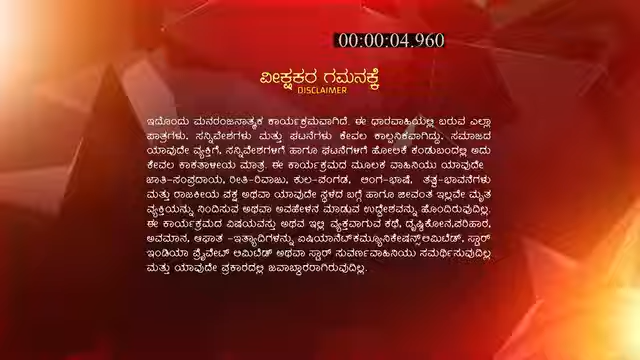 00:00:04.960
ವೀಕ್ಷಕರ ಗಮನಕ್ಕೆ
DISCLAIMER
ಇದೊಂದು ಮನರಂಜನಾತ್ಮಕ ಕಾರ್ಯಕ್ರಮವಾಗಿದೆ. ಈ ಧಾರವಾಹಿಯಲ್ಲಿ ಬರುವ ಎಲ್ಲಾ
ಪಾತ್ರಗಳು, ಸನ್ನಿವೇಶಗಳು ಮತ್ತು ಘಟನೆಗಳು ಕೇವಲ ಕಾಲ್ಪನಿಕವಾಗಿದ್ದು, ಸಮಾಜದ
ಯಾವುದೇ ವ್ಯಕ್ತಿಗೆ, ಸನ್ನಿವೇಶಗಳಿಗೆ ಹಾಗೂ ಘಟನೆಗಳಿಗೆ ಹೋಲಿಕೆ ಕಂಡುಬಂದಲ್ಲಿ ಅದು
ಕೇವಲ ಕಾಕತಾಳೀಯ ಮಾತ್ರ. ಈ ಕಾರ್ಯಕ್ರಮದ ಮೂಲಕ ವಾಹಿನಿಯು ಯಾವುದೇ
ಜಾತಿ-ಸಂಪ್ರದಾಯ, ರೀತಿ-ರಿವಾಜು, ಕುಲ-ಪಂಗಡ, ಲಿಂಗ-ಭಾಷೆ, ತತ್ವ-ಭಾವನೆಗಳು
ಮತ್ತು ರಾಜಕೀಯ ಪಕ್ಷ ಅಥವಾ ಯಾವುದೇ ಸ್ಥಳದ ಬಗ್ಗೆ ಹಾಗೂ ಜೀವಂತ ಇಲ್ಲವೇ ಮೃತ
ವ್ಯಕ್ತಿಯನ್ನು ನಿಂದಿಸುವ ಅಥವಾ ಅವಹೇಳನ ಮಾಡುವ ಉದ್ದೇಶವನ್ನು ಹೊಂದಿರುವುದಿಲ್ಲ.
ಈ ಕಾರ್ಯಕ್ರಮದ ವಿಷಯವಸ್ತು ಅಥವ ಇಲ್ಲಿ ವ್ಯಕ್ತವಾಗುವ ಕಥೆ, ದೃಷ್ಟಿಕೋನ,ಪರಿಹಾರ,
ಅವಮಾನ, ಆಘಾತ -ಇತ್ಯಾದಿಗಳನ್ನು ಏಷಿಯಾನೆಟ್ ಕಮ್ಯೂನಿಕೇಷನ್ಸ್ ಲಿಮಿಟೆಡ್, ಸ್ಟಾರ್
ಇಂಡಿಯಾ ಪ್ರೈವೇಟ್ ಲಿಮಿಟೆಡ್ ಅಥವಾ ಸ್ಟಾರ್ ಸುವರ್ಣವಾಹಿನಿಯು ಸಮರ್ಥಿಸುವುದಿಲ್ಲ
ಮತ್ತು ಯಾವುದೇ ಪ್ರಕಾರದಲ್ಲಿ ಜವಾಬ್ದಾರರಾಗಿರುವುದಿಲ್ಲ.